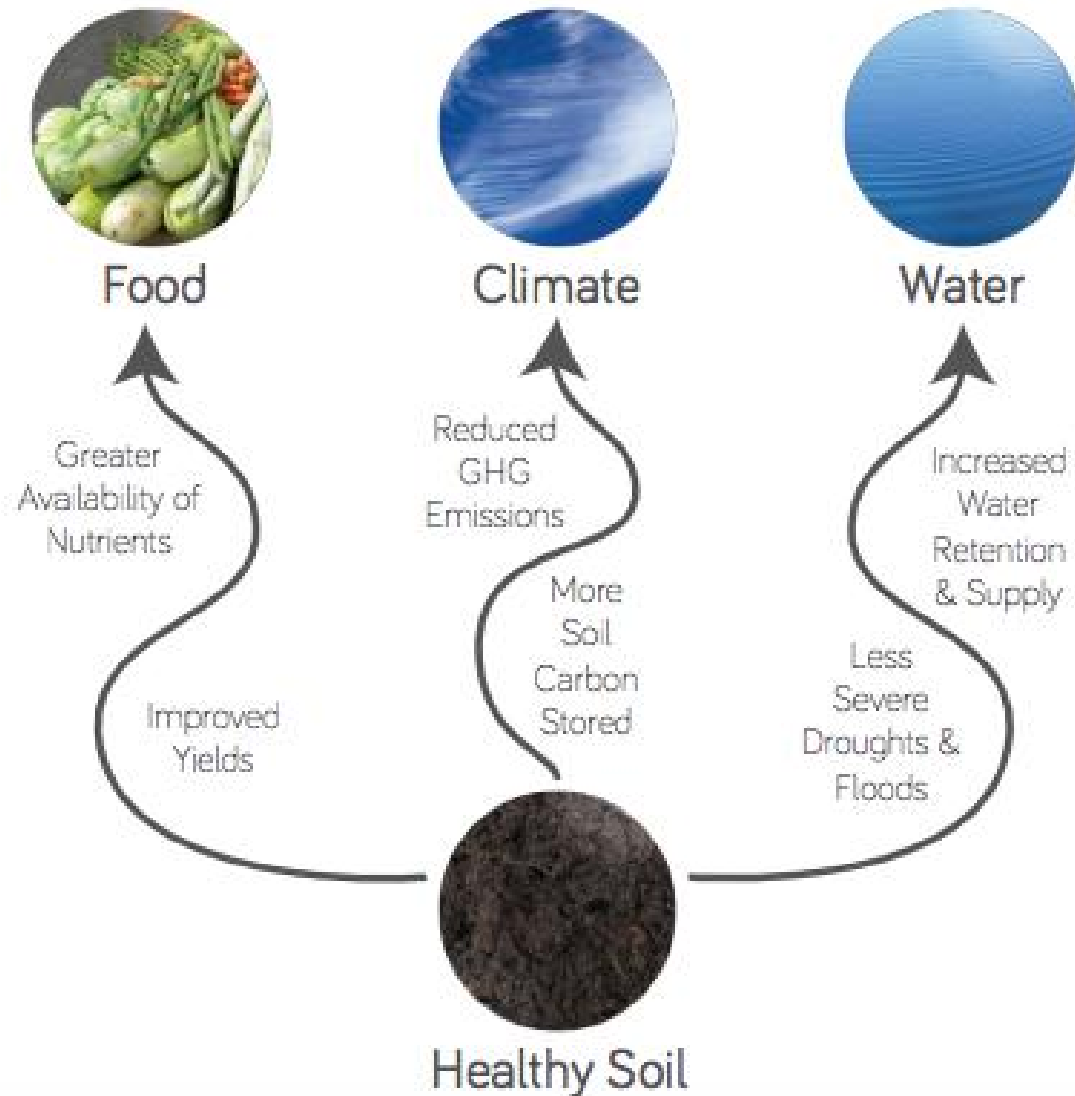 Food
Climate
Water
Greater
Availability of
Nutrients
Improved
Yields
Reduced
GHG
Emissions
More
Soil
Carbon
Stored
Increased
Water
Retention
& Supply
Less
Severe
Droughts &
Floods
Healthy Soil